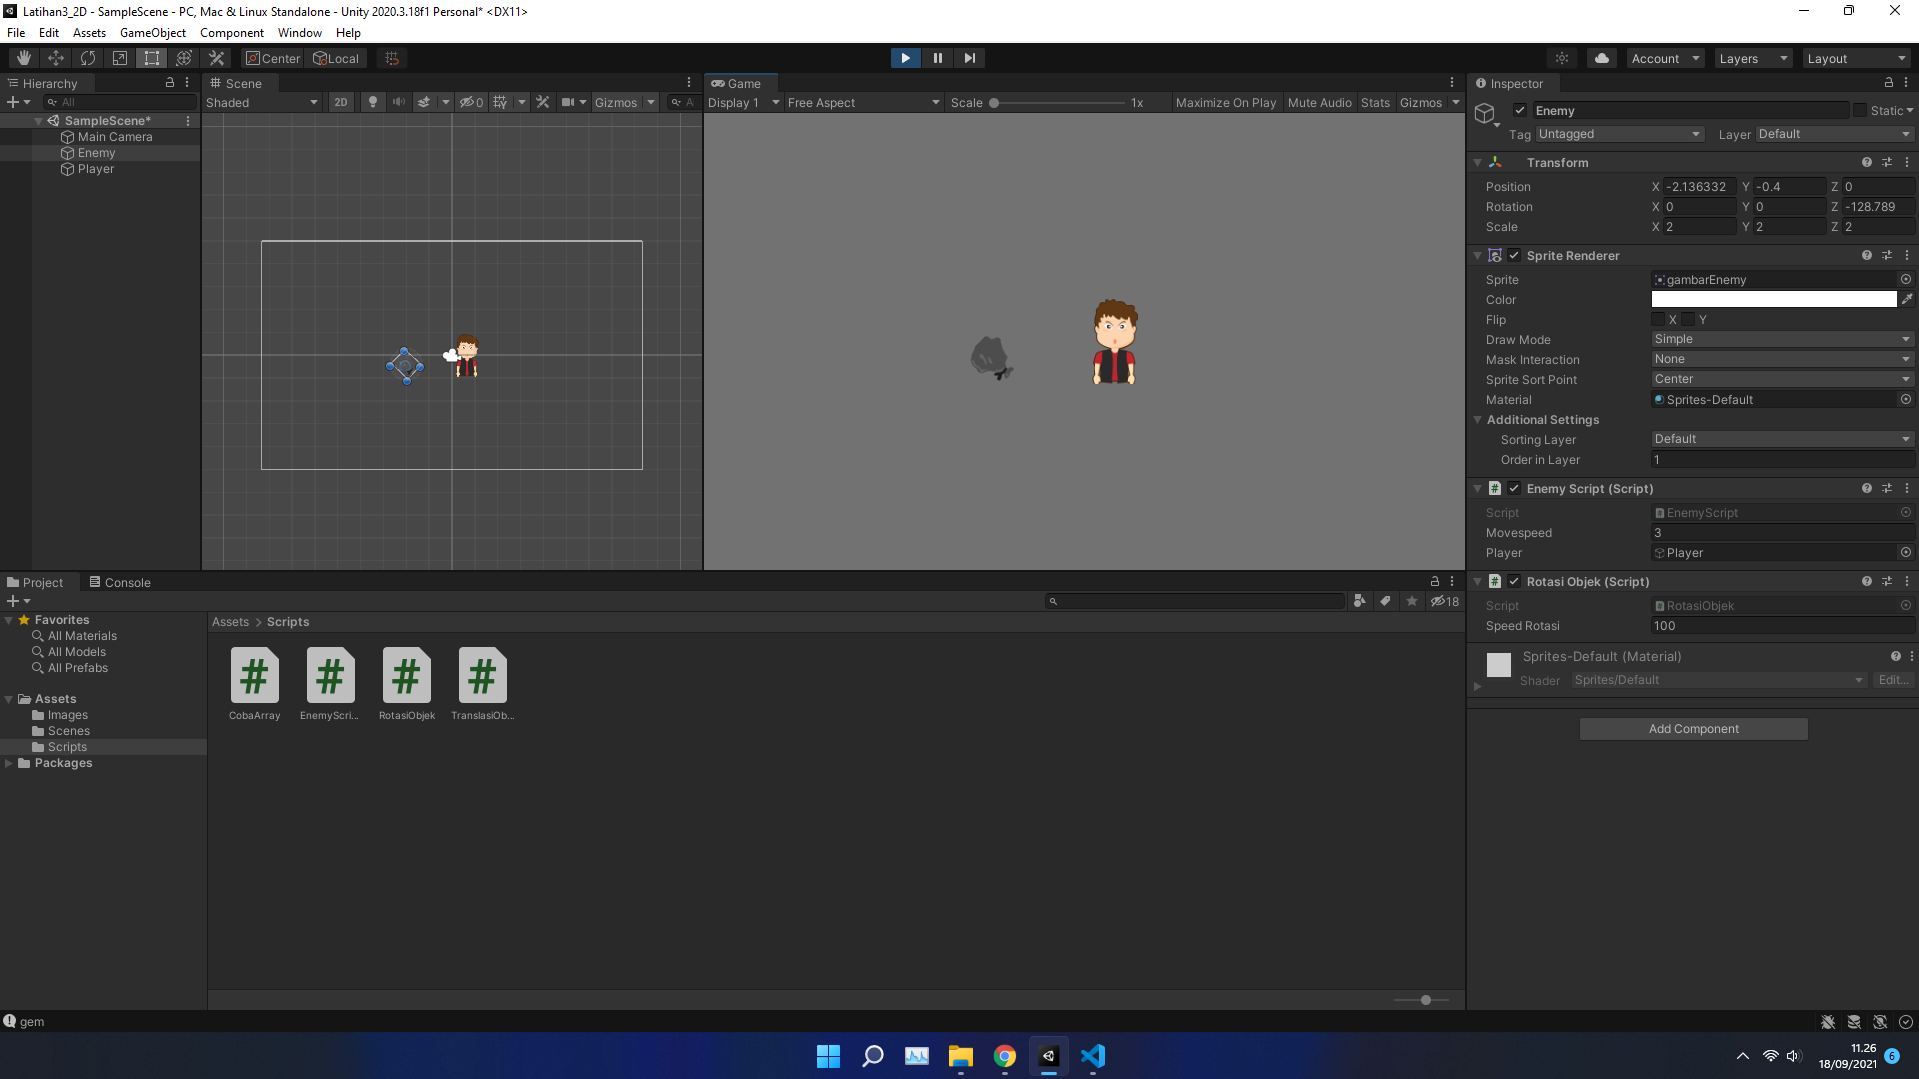 Latihan3_2D - SampleScene - PC, Mac & Linux Standalone - Unity 2020.3.18f1 Personal* <DX11>
File Edit Assets GameObject Component Window Help
Center Local Account Layers Layout
Hierarchy
All
SampleScene*
Main Camera
Enemy
Player
Scene
Shaded 2D 0 Gizmos A
Game
Display 1 Free Aspect Scale 1x Maximize On Play Mute Audio Stats Gizmos
Inspector
Enemy Static
Tag Untagged Layer Default
Transform
Position X -2.136332 Y -0.4 Z 0
Rotation X 0 Y 0 Z -128.789
Scale X 2 Y 2 Z 2
Sprite Renderer
Sprite gambarEnemy
Color
Flip X Y
Draw Mode Simple
Mask Interaction None
Sprite Sort Point Center
Material Sprites-Default
Additional Settings
Sorting Layer Default
Order in Layer 1
# Enemy Script (Script)
Script EnemyScript
Movespeed 3
Player Player
# Rotasi Objek (Script)
Script RotasiObjek
Speed Rotasi 100
Sprites-Default (Material)
Shader Sprites/Default Edit...
Add Component
Project Console
18
Favorites
All Materials
All Models
All Prefabs
Assets
Images
Scenes
Scripts
Packages
Assets > Scripts
# # # #
CobaArray EnemyScri... RotasiObjek TranslasiOb...
gem
11.26
18/09/2021
6